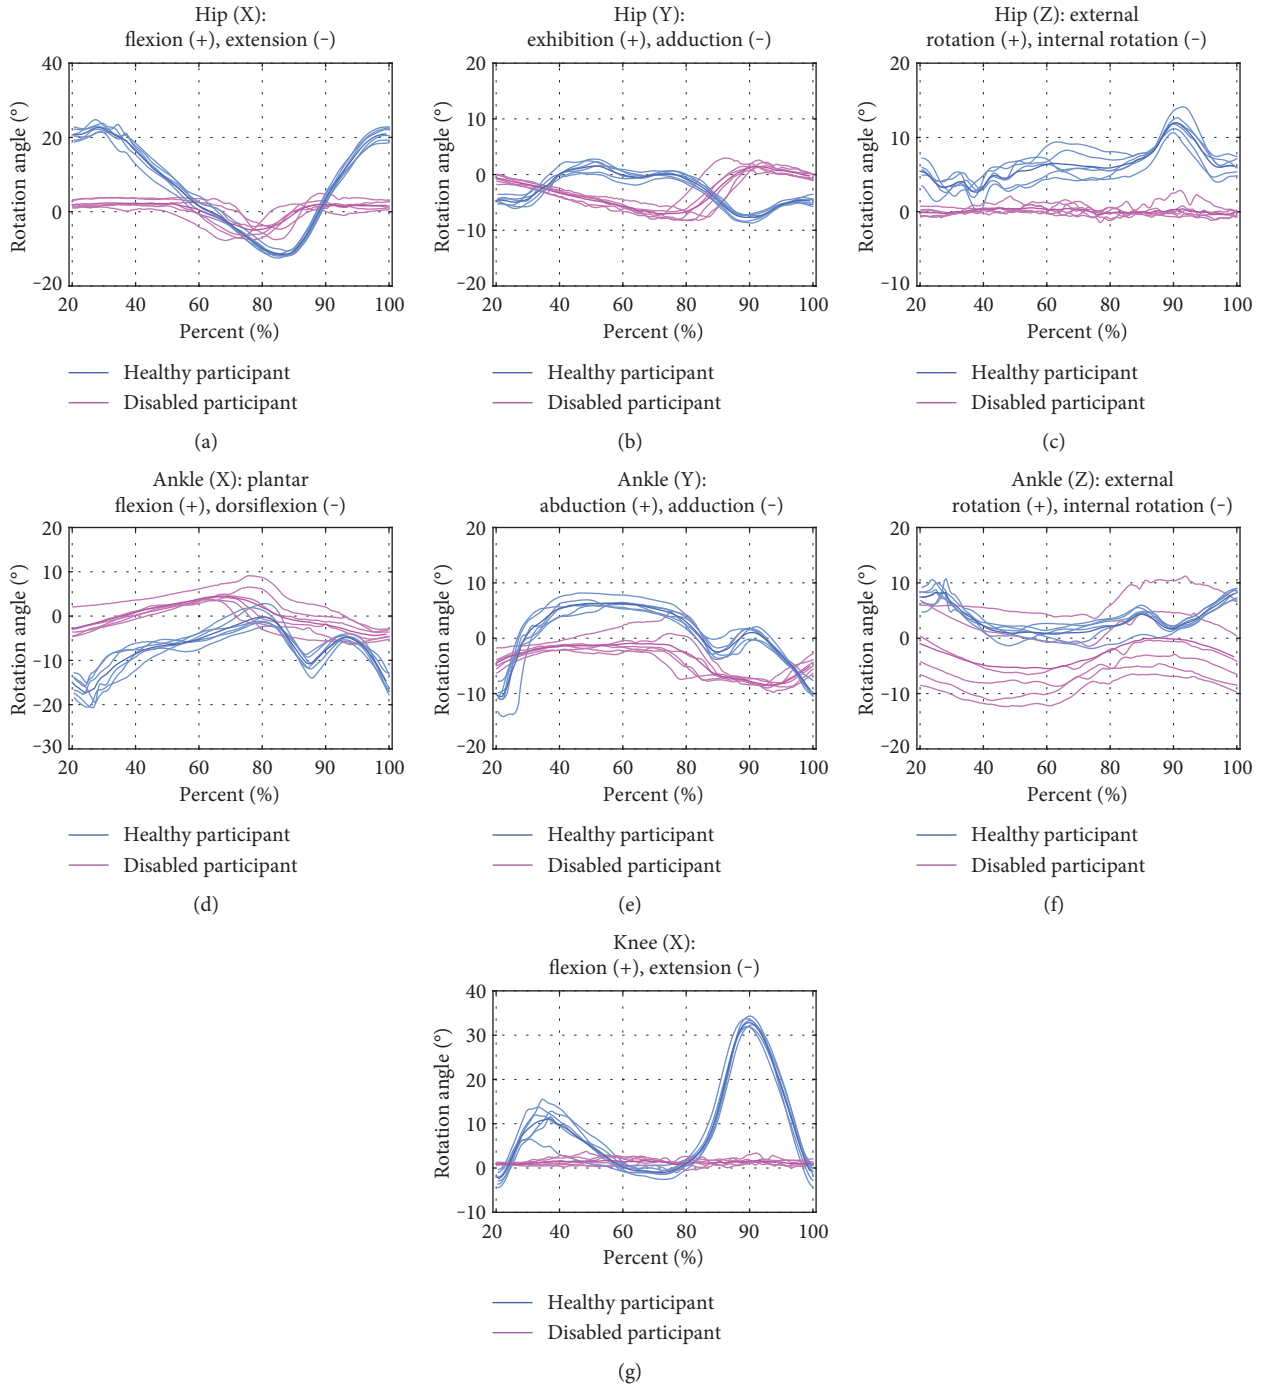 Hip (X):
flexion (+), extension (–)
Rotation angle (°)
40
20
0
–20
20 40 60 80 90 100
Percent (%)
Healthy participant
Disabled participant
(a)
Hip (Y):
exhibition (+), adduction (–)
Rotation angle (°)
20
10
0
–10
–20
20 40 60 80 90 100
Percent (%)
Healthy participant
Disabled participant
(b)
Hip (Z): external
rotation (+), internal rotation (–)
Rotation angle (°)
20
10
0
–10
20 40 60 80 90 100
Percent (%)
Healthy participant
Disabled participant
(c)
Ankle (X): plantar
flexion (+), dorsiflexion (–)
Rotation angle (°)
20
10
0
–10
–20
–30
20 40 60 80 90 100
Percent (%)
Healthy participant
Disabled participant
(d)
Ankle (Y):
abduction (+), adduction (–)
Rotation angle (°)
20
10
0
–10
–20
20 40 60 80 90 100
Percent (%)
Healthy participant
Disabled participant
(e)
Ankle (Z): external
rotation (+), internal rotation (–)
Rotation angle (°)
20
10
0
–10
–20
20 40 60 80 90 100
Percent (%)
Healthy participant
Disabled participant
(f)
Knee (X):
flexion (+), extension (–)
Rotation angle (°)
40
30
20
10
0
–10
20 40 60 80 90 100
Percent (%)
Healthy participant
Disabled participant
(g)